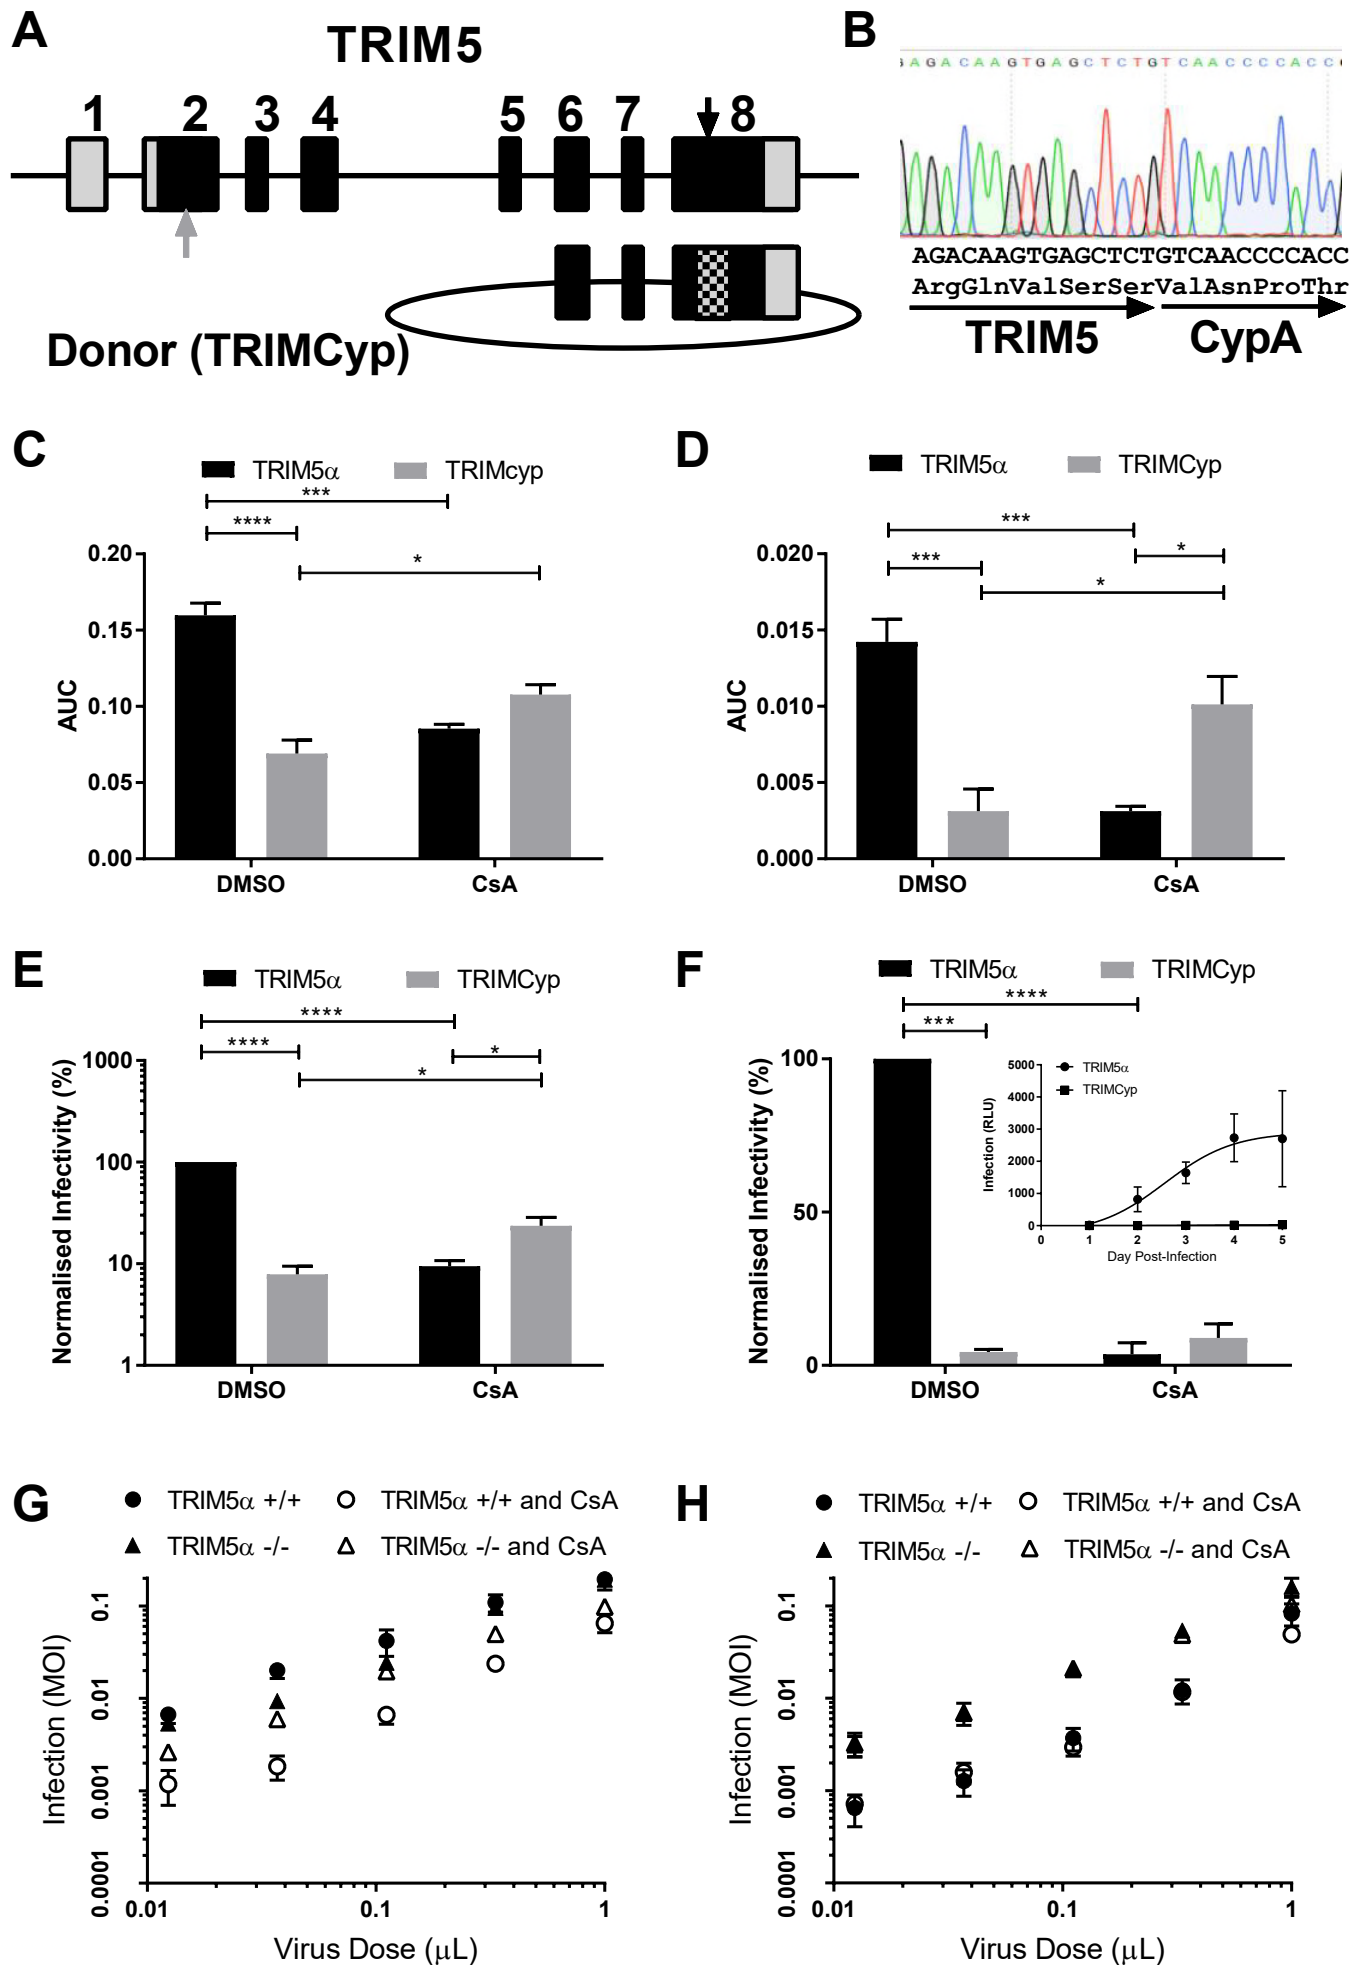 A
TRIM5
1 2 3 4 5 6 7 8
Donor (TRIMCyp)
B
AGACAAGTGAGCTCTGTCAACCCCACC
AGACAAGTGAGCTCTGTCAACCCCACC
ArgGlnValSerSerValAsnProThr
TRIM5 CypA
C
TRIM5α TRIMcyp
***
****
*
0.20
0.15
0.10
0.05
0.00
AUC
DMSO CsA
D
TRIM5α TRIMCyp
***
*
***
*
0.020
0.015
0.010
0.005
0.000
AUC
DMSO CsA
E
TRIM5α TRIMCyp
****
****
*
*
1000
100
10
1
Normalised Infectivity (%)
DMSO CsA
F
TRIM5α TRIMCyp
****
***
100
50
0
Normalised Infectivity (%)
DMSO CsA
TRIM5α
TRIMCyp
5000
4000
3000
2000
1000
0
Infection (RLU)
0 1 2 3 4 5
Day Post-Infection
G
TRIM5α +/+ TRIM5α +/+ and CsA
TRIM5α -/- TRIM5α -/- and CsA
0.1
0.01
0.001
0.0001
Infection (MOI)
0.01 0.1 1
Virus Dose (μL)
H
TRIM5α +/+ TRIM5α +/+ and CsA
TRIM5α -/- TRIM5α -/- and CsA
0.1
0.01
0.001
0.0001
Infection (MOI)
0.01 0.1 1
Virus Dose (μL)